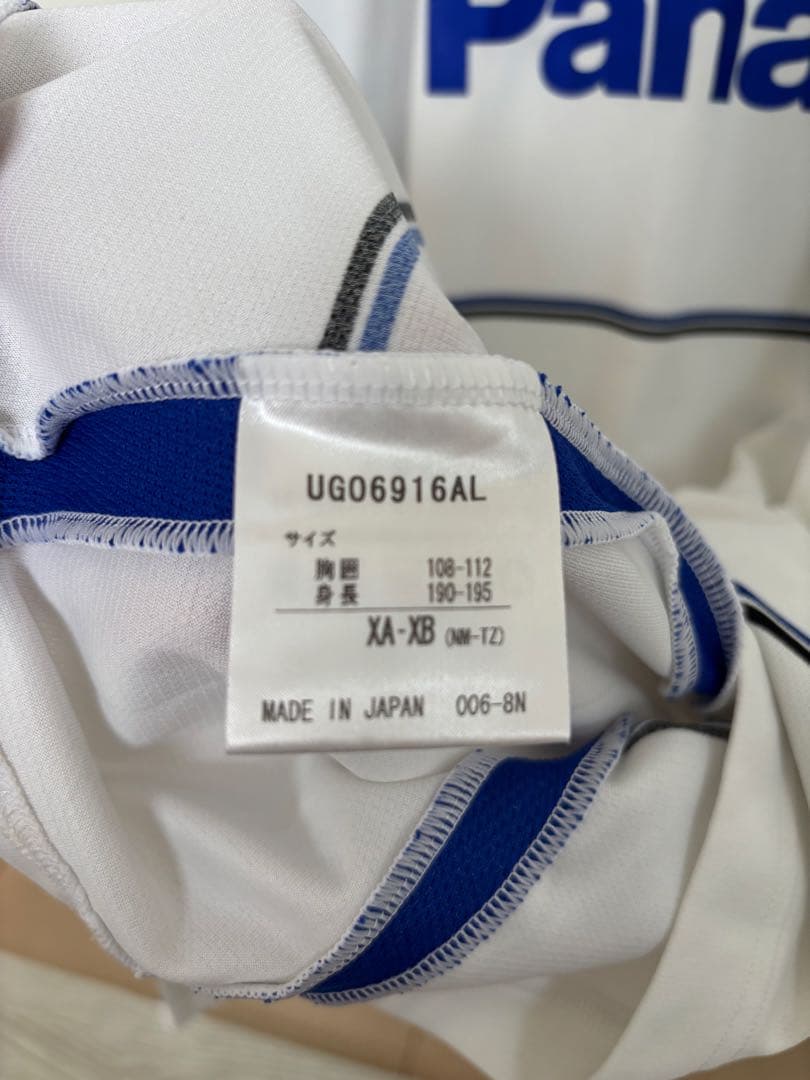 Pana
UGO6916AL
サイズ
胸囲 108-112
身長 190-195
XA-XB (NM-TZ)
MADE IN JAPAN 006-8N